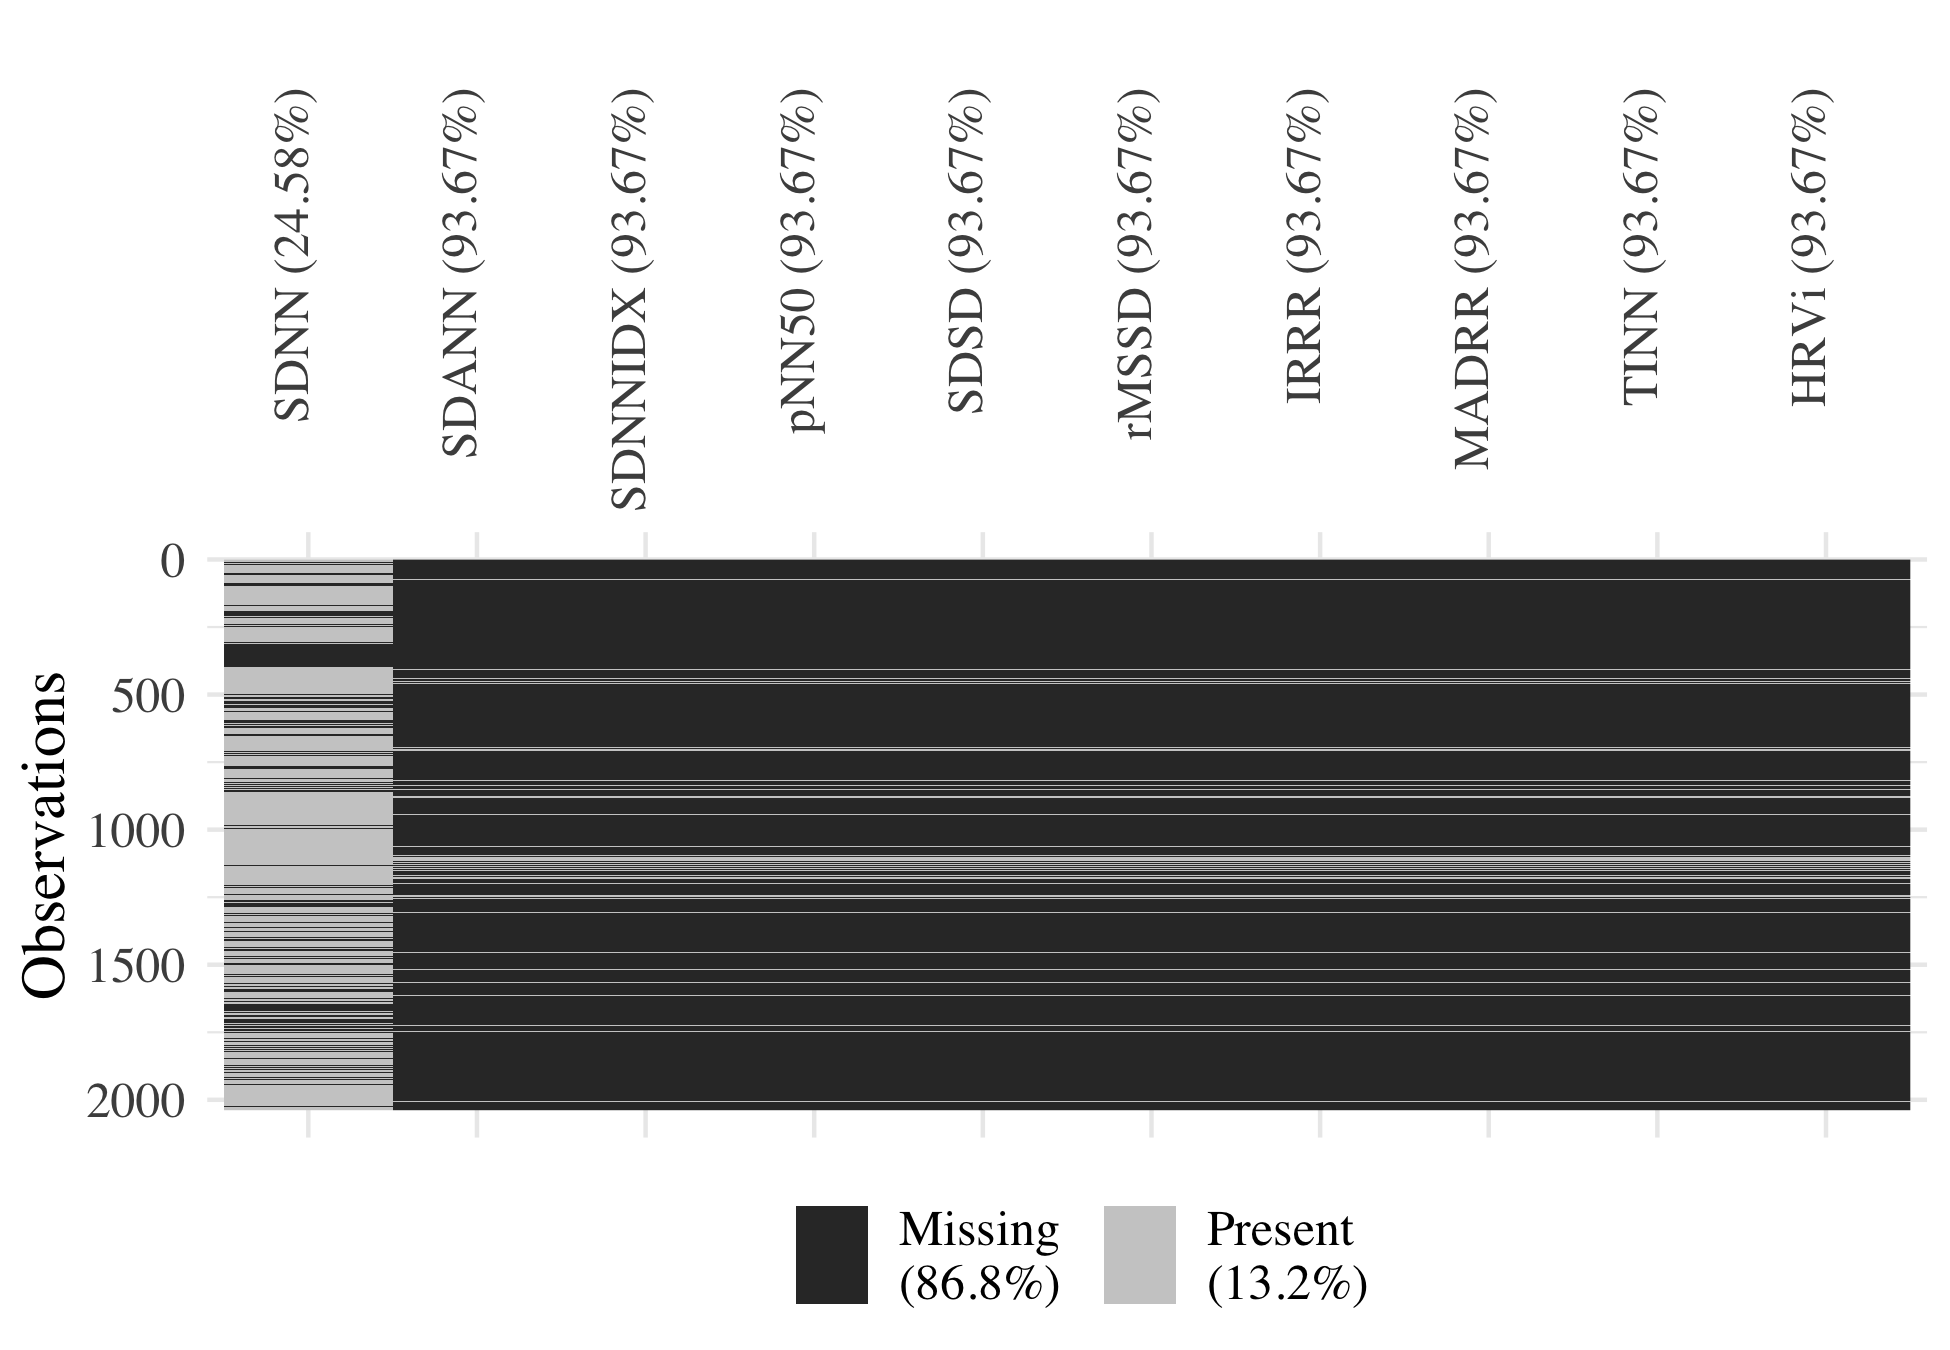 SDNN (24.58%)
SDANN (93.67%)
SDNNIDX (93.67%)
pNN50 (93.67%)
SDSD (93.67%)
rMSSD (93.67%)
IRRR (93.67%)
MADRR (93.67%)
TINN (93.67%)
HRVi (93.67%)
Observations
0
500
1000
1500
2000
Missing
(86.8%)
Present
(13.2%)